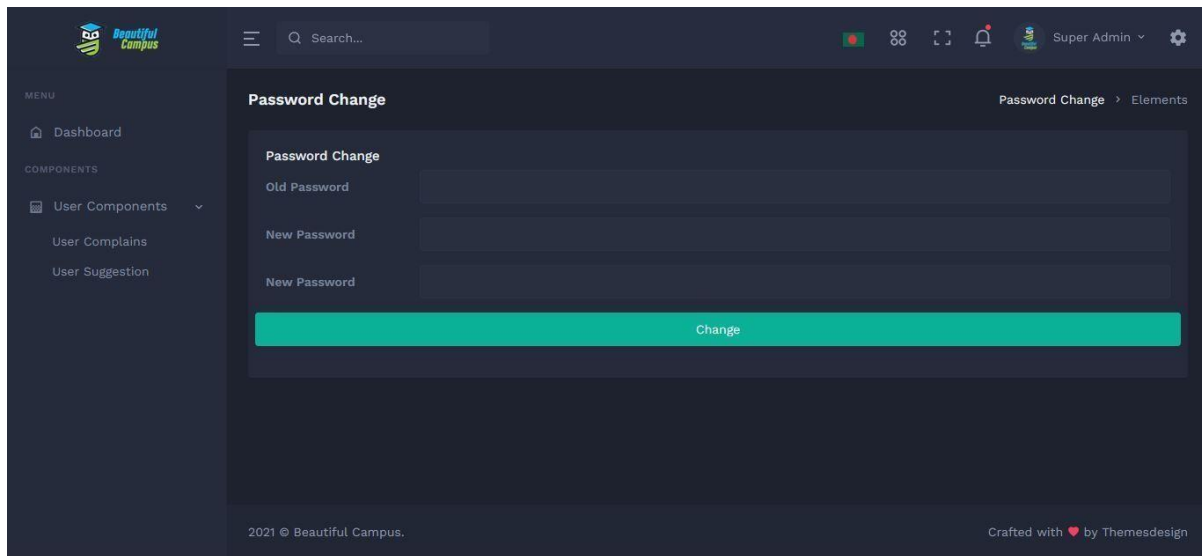 Beautiful
Campus
Search...
Super Admin
MENU
Dashboard
COMPONENTS
User Components
User Complains
User Suggestion
Password Change
Password Change > Elements
Password Change
Old Password
New Password
New Password
Change
2021 © Beautiful Campus.
Crafted with ♥ by Themesdesign